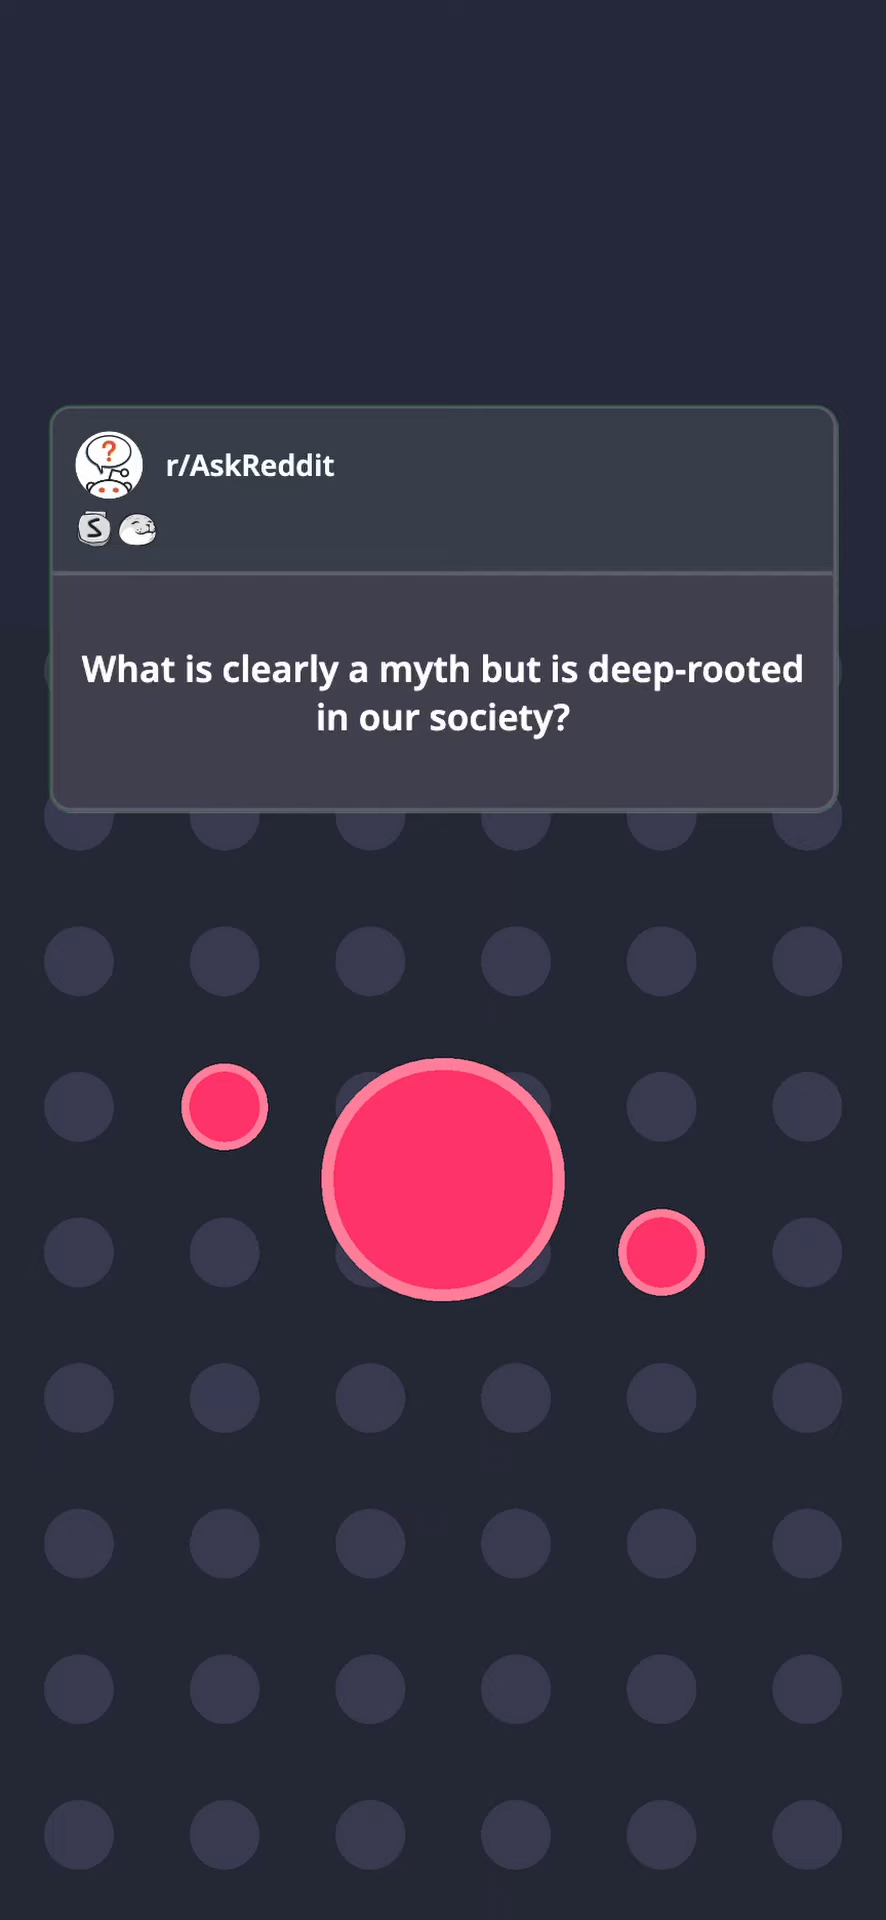 ?
r/AskReddit
S
What is clearly a myth but is deep-rooted
in our society?